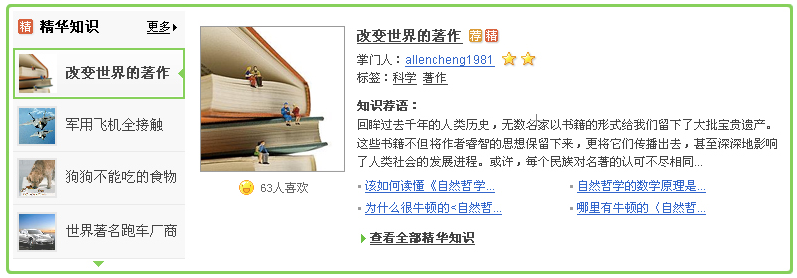 精 精华知识 更多
改变世界的著作
军用飞机全接触
狗狗不能吃的食物
世界著名跑车厂商
63人喜欢
改变世界的著作 荐 精
掌门人：allencheng1981
标签：科学 著作
知识荐语：
回眸过去千年的人类历史，无数名家以书籍的形式给我们留下了大批宝贵遗产。
这些书籍不但将作者睿智的思想保留下来，更将它们传播出去，甚至深深地影响
了人类社会的发展进程。或许，每个民族对名著的认可不尽相同...
该如何读懂《自然哲学... 自然哲学的数学原理是...
为什么很牛顿的<自然哲... 哪里有牛顿的〈自然哲...
查看全部精华知识